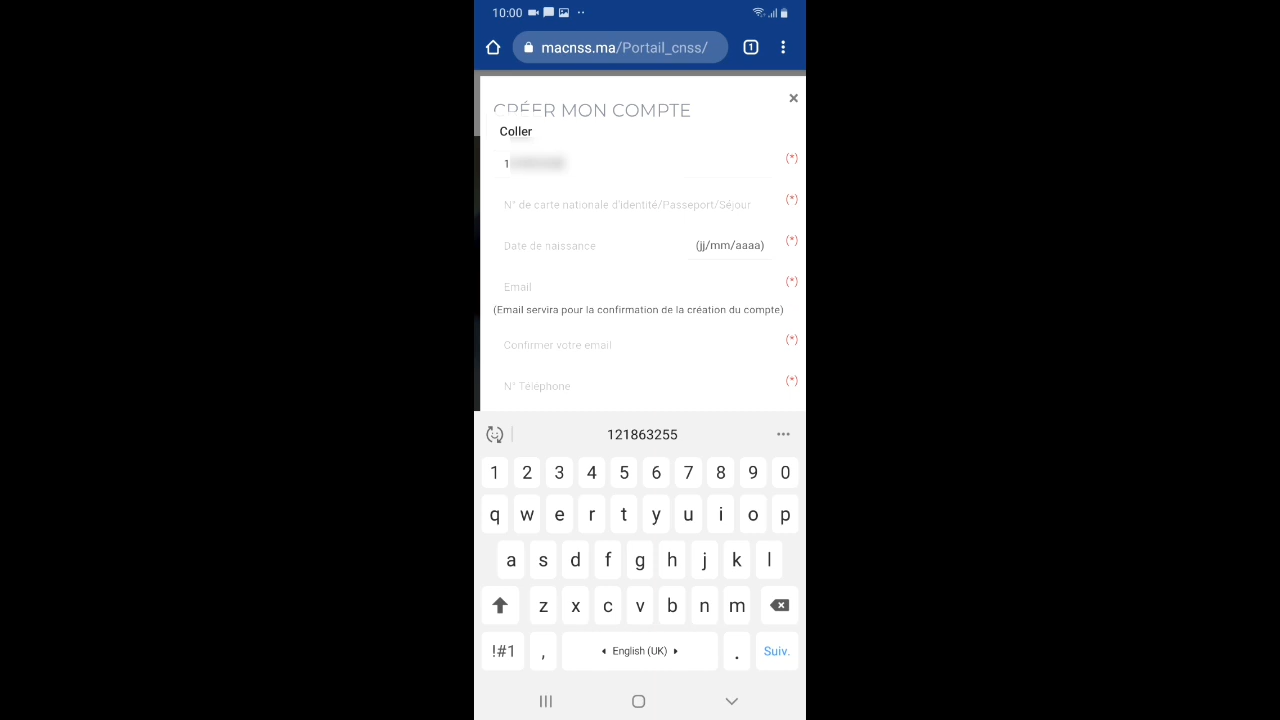 10:00
1
macnss.ma/Portail_cnss/
CRÉER MON COMPTE
Coller
(*)
1
N° de carte nationale d'identité/Passeport/Séjour (*)
Date de naissance (jj/mm/aaaa) (*)
Email (*)
(Email servira pour la confirmation de la création du compte)
Confirmer votre email (*)
N° Téléphone (*)
121863255
1 2 3 4 5 6 7 8 9 0
q w e r t y u i o p
a s d f g h j k l
z x c v b n m
!#1 , English (UK) . Suiv.